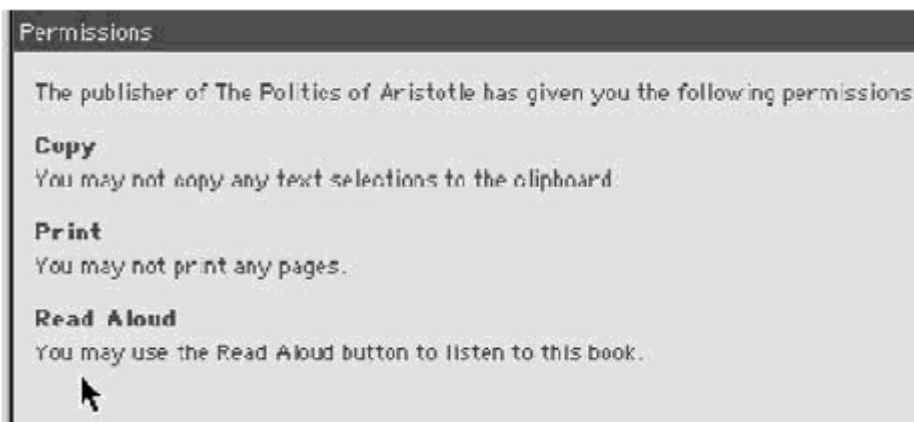 Permissions
The publisher of The Politics of Aristotle has given you the following permissions
Copy
You may not copy any text selections to the clipboard
Print
You may not print any pages.
Read Aloud
You may use the Read Aloud button to listen to this book.